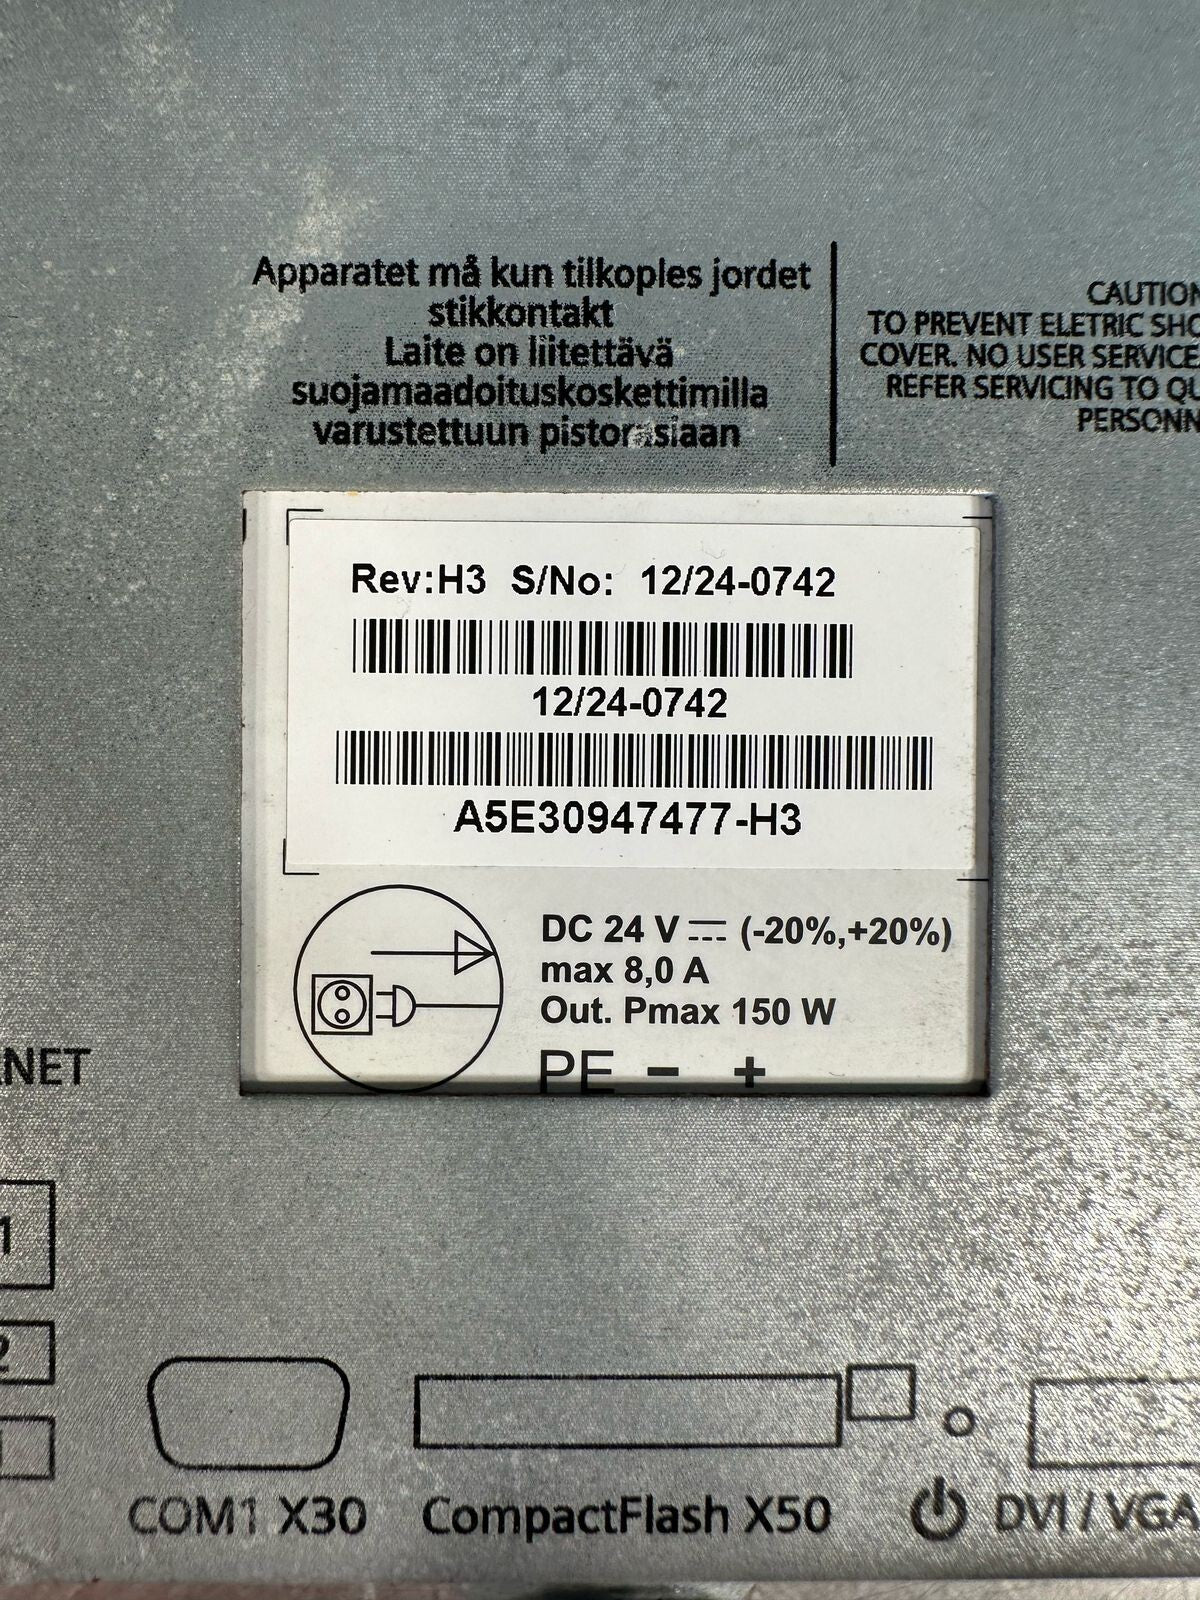 Apparatet må kun tilkoples jordet
stikkontakt
Laite on liitettävä
suojamaadoituskoskettimilla
varustettuun pistorasiaan
CAUTION
TO PREVENT ELETRIC SHO
COVER. NO USER SERVICE
REFER SERVICING TO QU
PERSONN
Rev:H3 S/No: 12/24-0742
12/24-0742
A5E30947477-H3
DC 24 V (-20%,+20%)
max 8,0 A
Out. Pmax 150 W
PE - +
NET
1
2
COM1 X30
CompactFlash X50
DVI / VGA